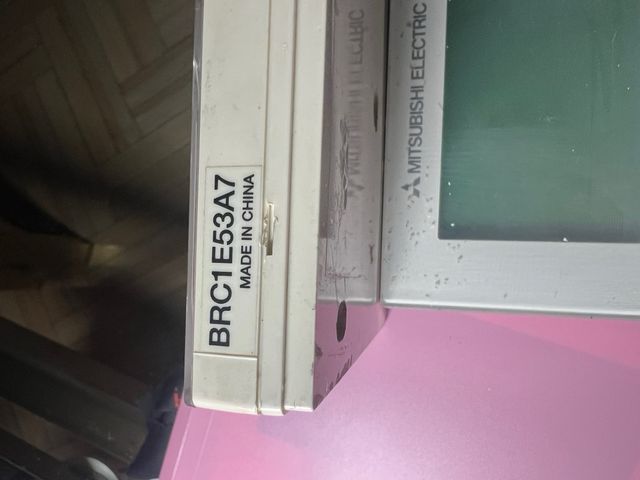 BRC1E53A7
MADE IN CHINA
MITSUBISHI ELECTRIC